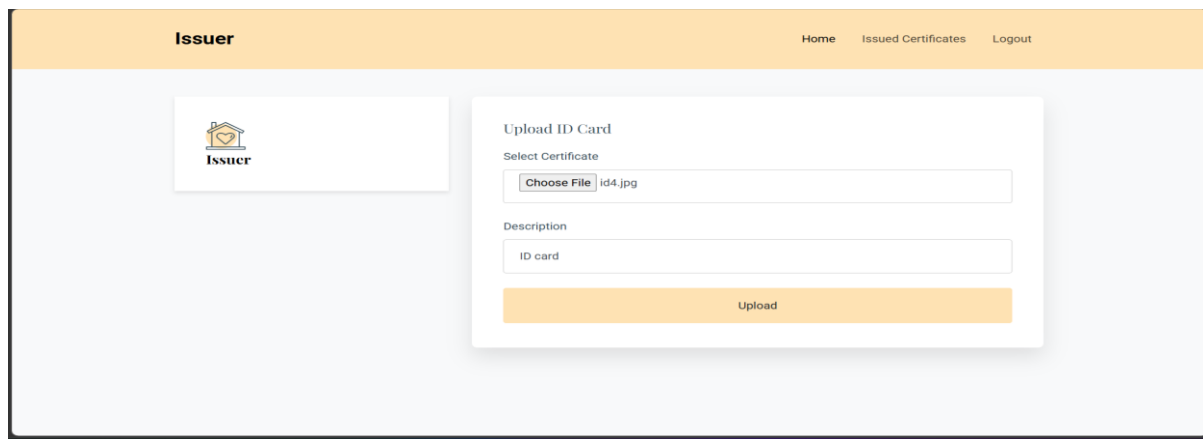 Issuer
Home Issued Certificates Logout
Issuer
Upload ID Card
Select Certificate
Choose File id4.jpg
Description
ID card
Upload